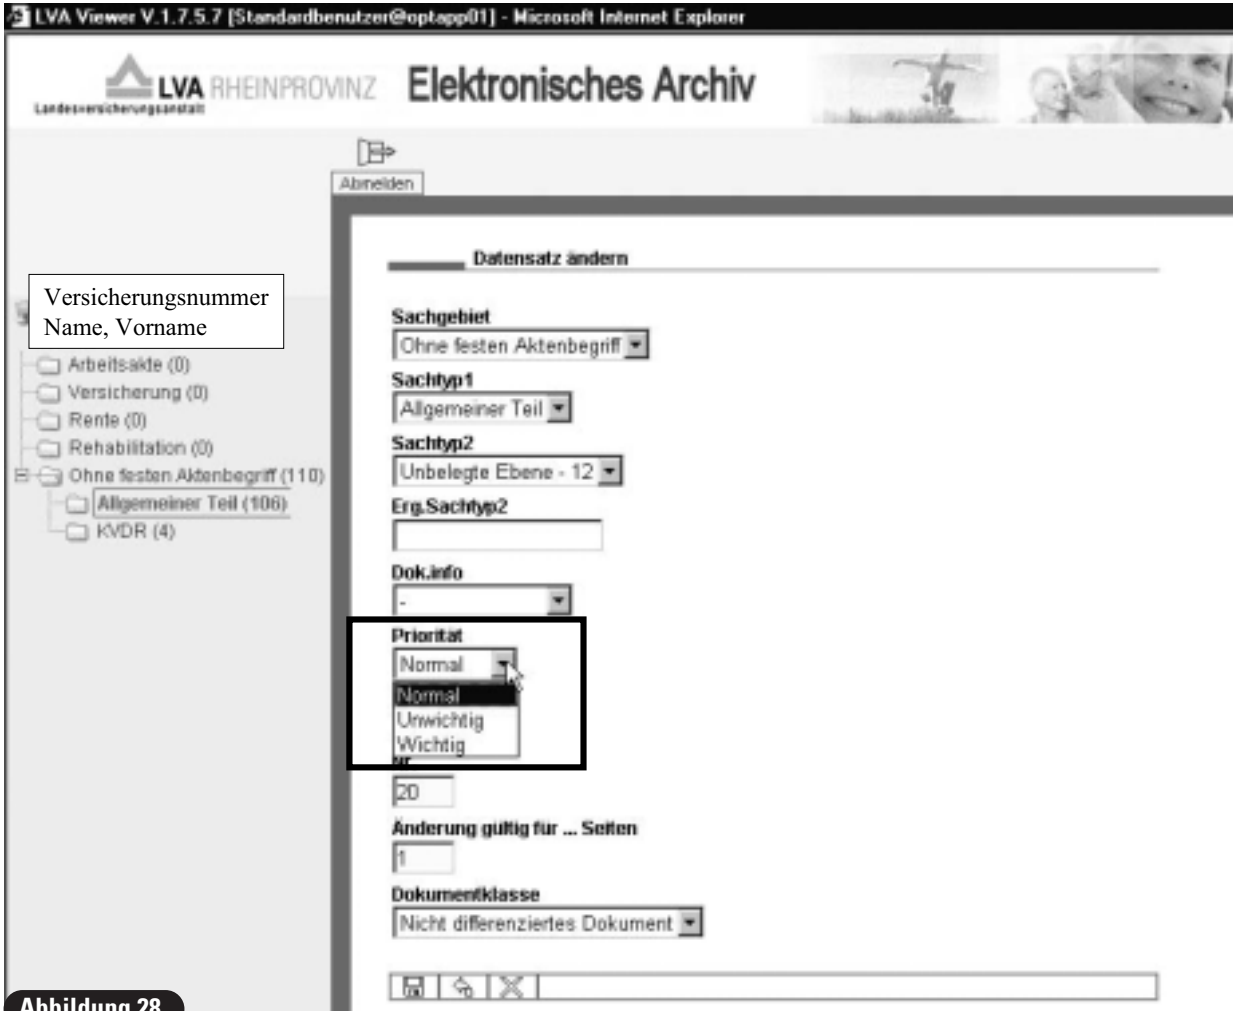 LVA Viewer V.1.7.5.7 [Standardbenutzer@optapp01] - Microsoft Internet Explorer
LVA RHEINPROVINZ
Landesversicherungsanstalt
Elektronisches Archiv
Abmelden
Datensatz ändern
Versicherungsnummer
Name, Vorname
Arbeitsakte (0)
Versicherung (0)
Rente (0)
Rehabilitation (0)
Ohne festen Aktenbegriff (110)
Allgemeiner Teil (106)
KVDR (4)
Sachgebiet
Ohne festen Aktenbegriff
Sachtyp1
Allgemeiner Teil
Sachtyp2
Unbelegte Ebene - 12
Erg.Sachtyp2
Dok.info
-
Priorität
Normal
Normal
Unwichtig
Wichtig
Nr
20
Änderung gültig für ... Seiten
1
Dokumentklasse
Nicht differenziertes Dokument
Abbildung 28